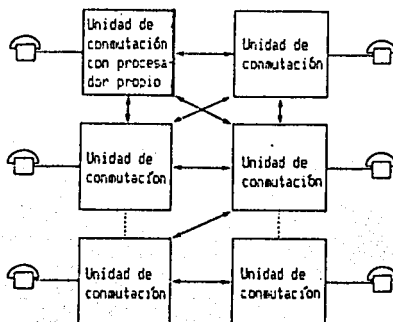 Unidad de
conmutación
con procesa-
dor propio
Unidad de
conmutación
Unidad de
conmutación
Unidad de
conmutación
Unidad de
conmutación
Unidad de
conmutación